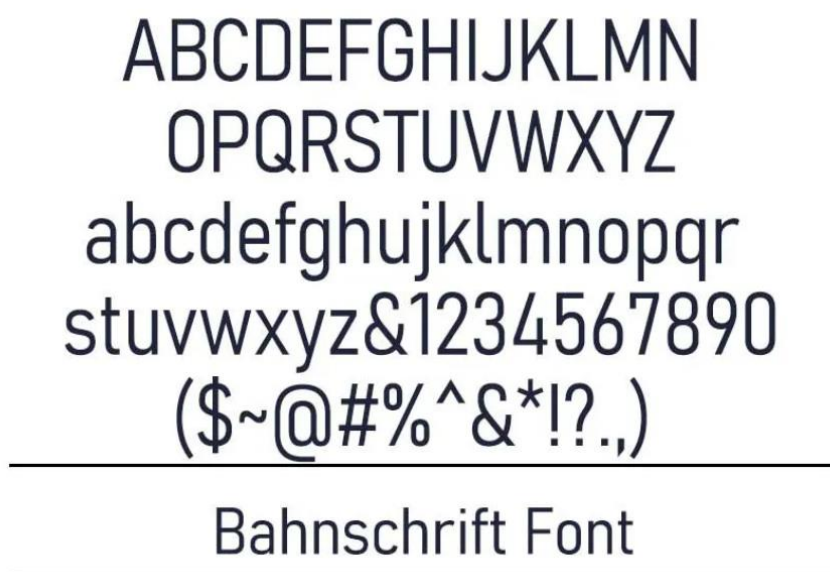 ABCDEFGHIJKLMN
OPQRSTUVWXYZ
abcdefghujklmnopqr
stuvwxyz&1234567890
($~@#%^&*!?.,)
Bahnschrift Font